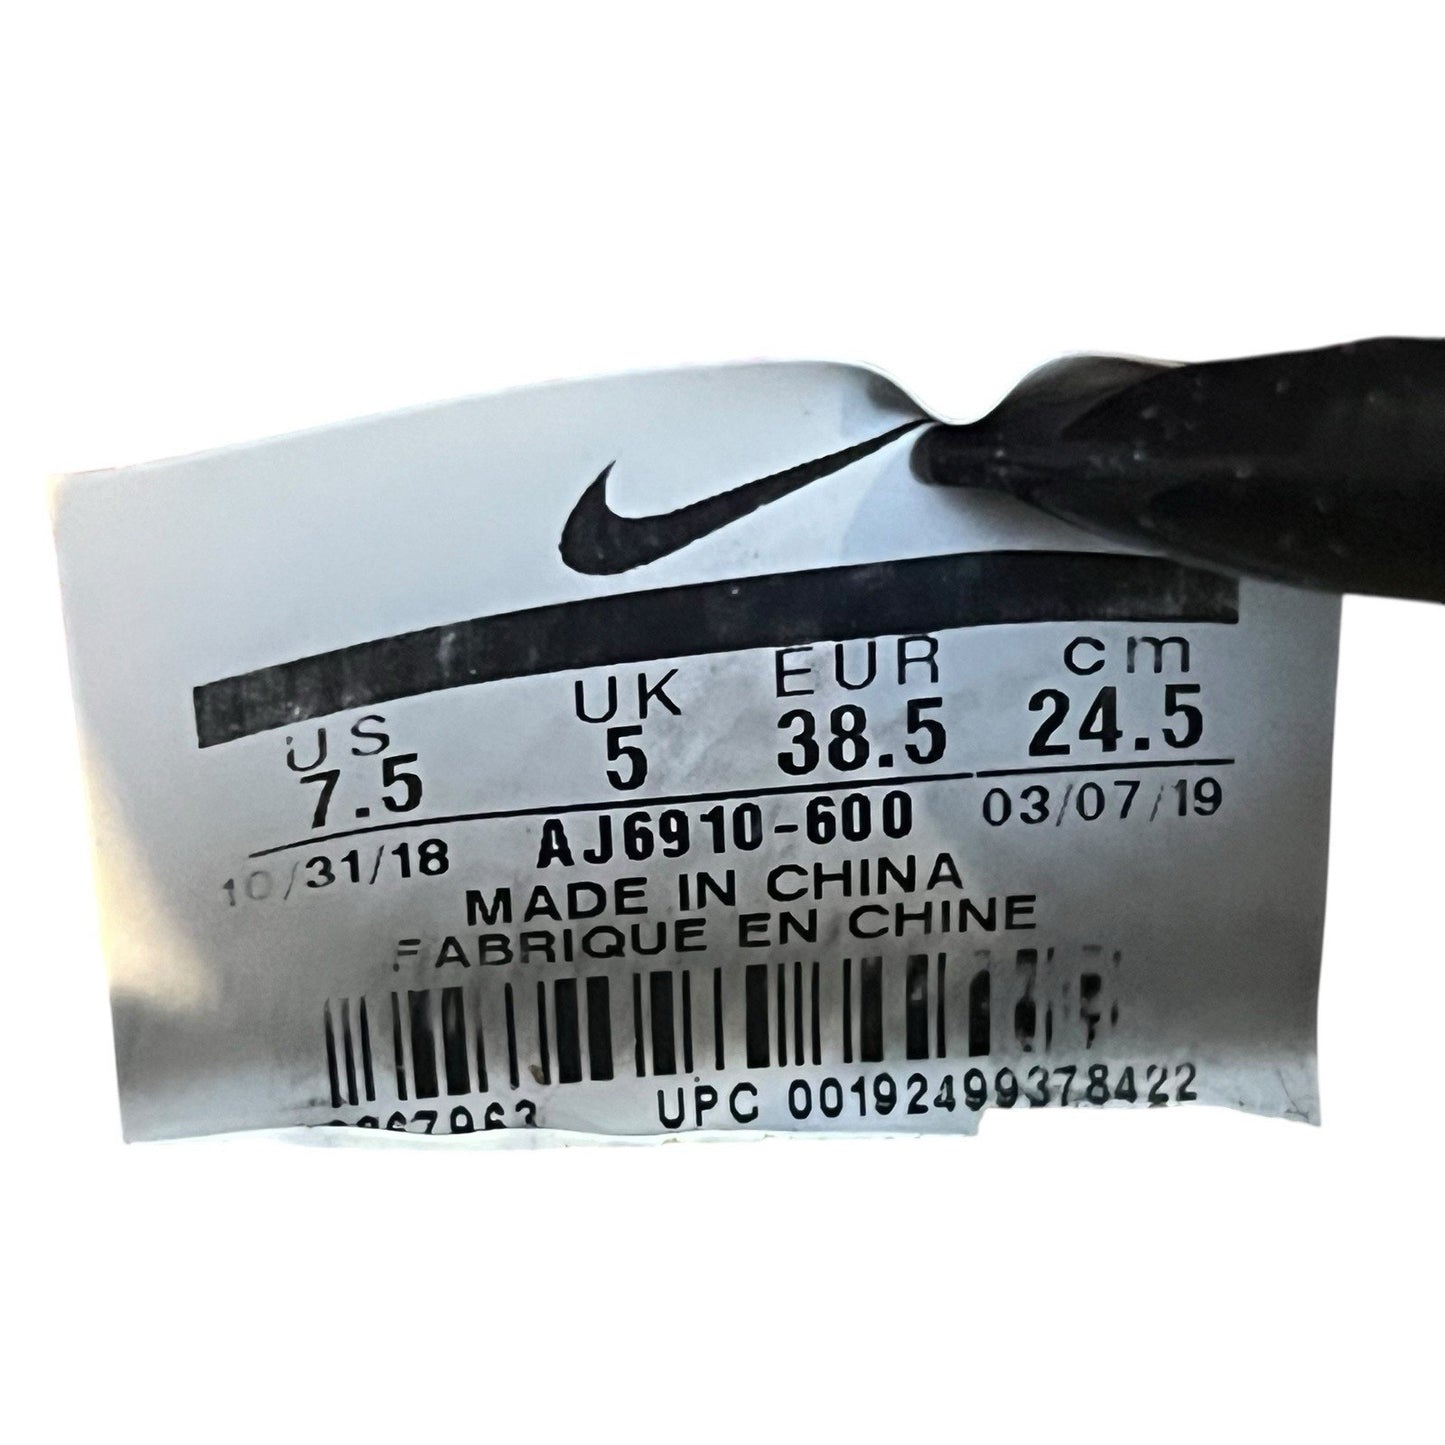 US UK EUR cm
7.5 5 38.5 24.5
10/31/18 AJ6910-600 03/07/19
MADE IN CHINA
FABRIQUE EN CHINE
UPC 00192499378422